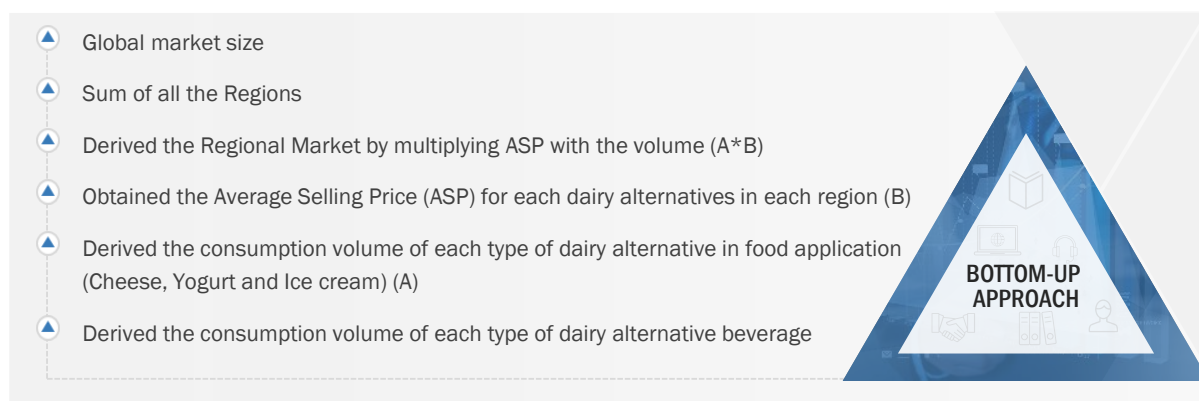 Global market size
Sum of all the Regions
Derived the Regional Market by multiplying ASP with the volume (A*B)
Obtained the Average Selling Price (ASP) for each dairy alternatives in each region (B)
Derived the consumption volume of each type of dairy alternative in food application
(Cheese, Yogurt and Ice cream) (A)
Derived the consumption volume of each type of dairy alternative beverage
BOTTOM-UP
APPROACH